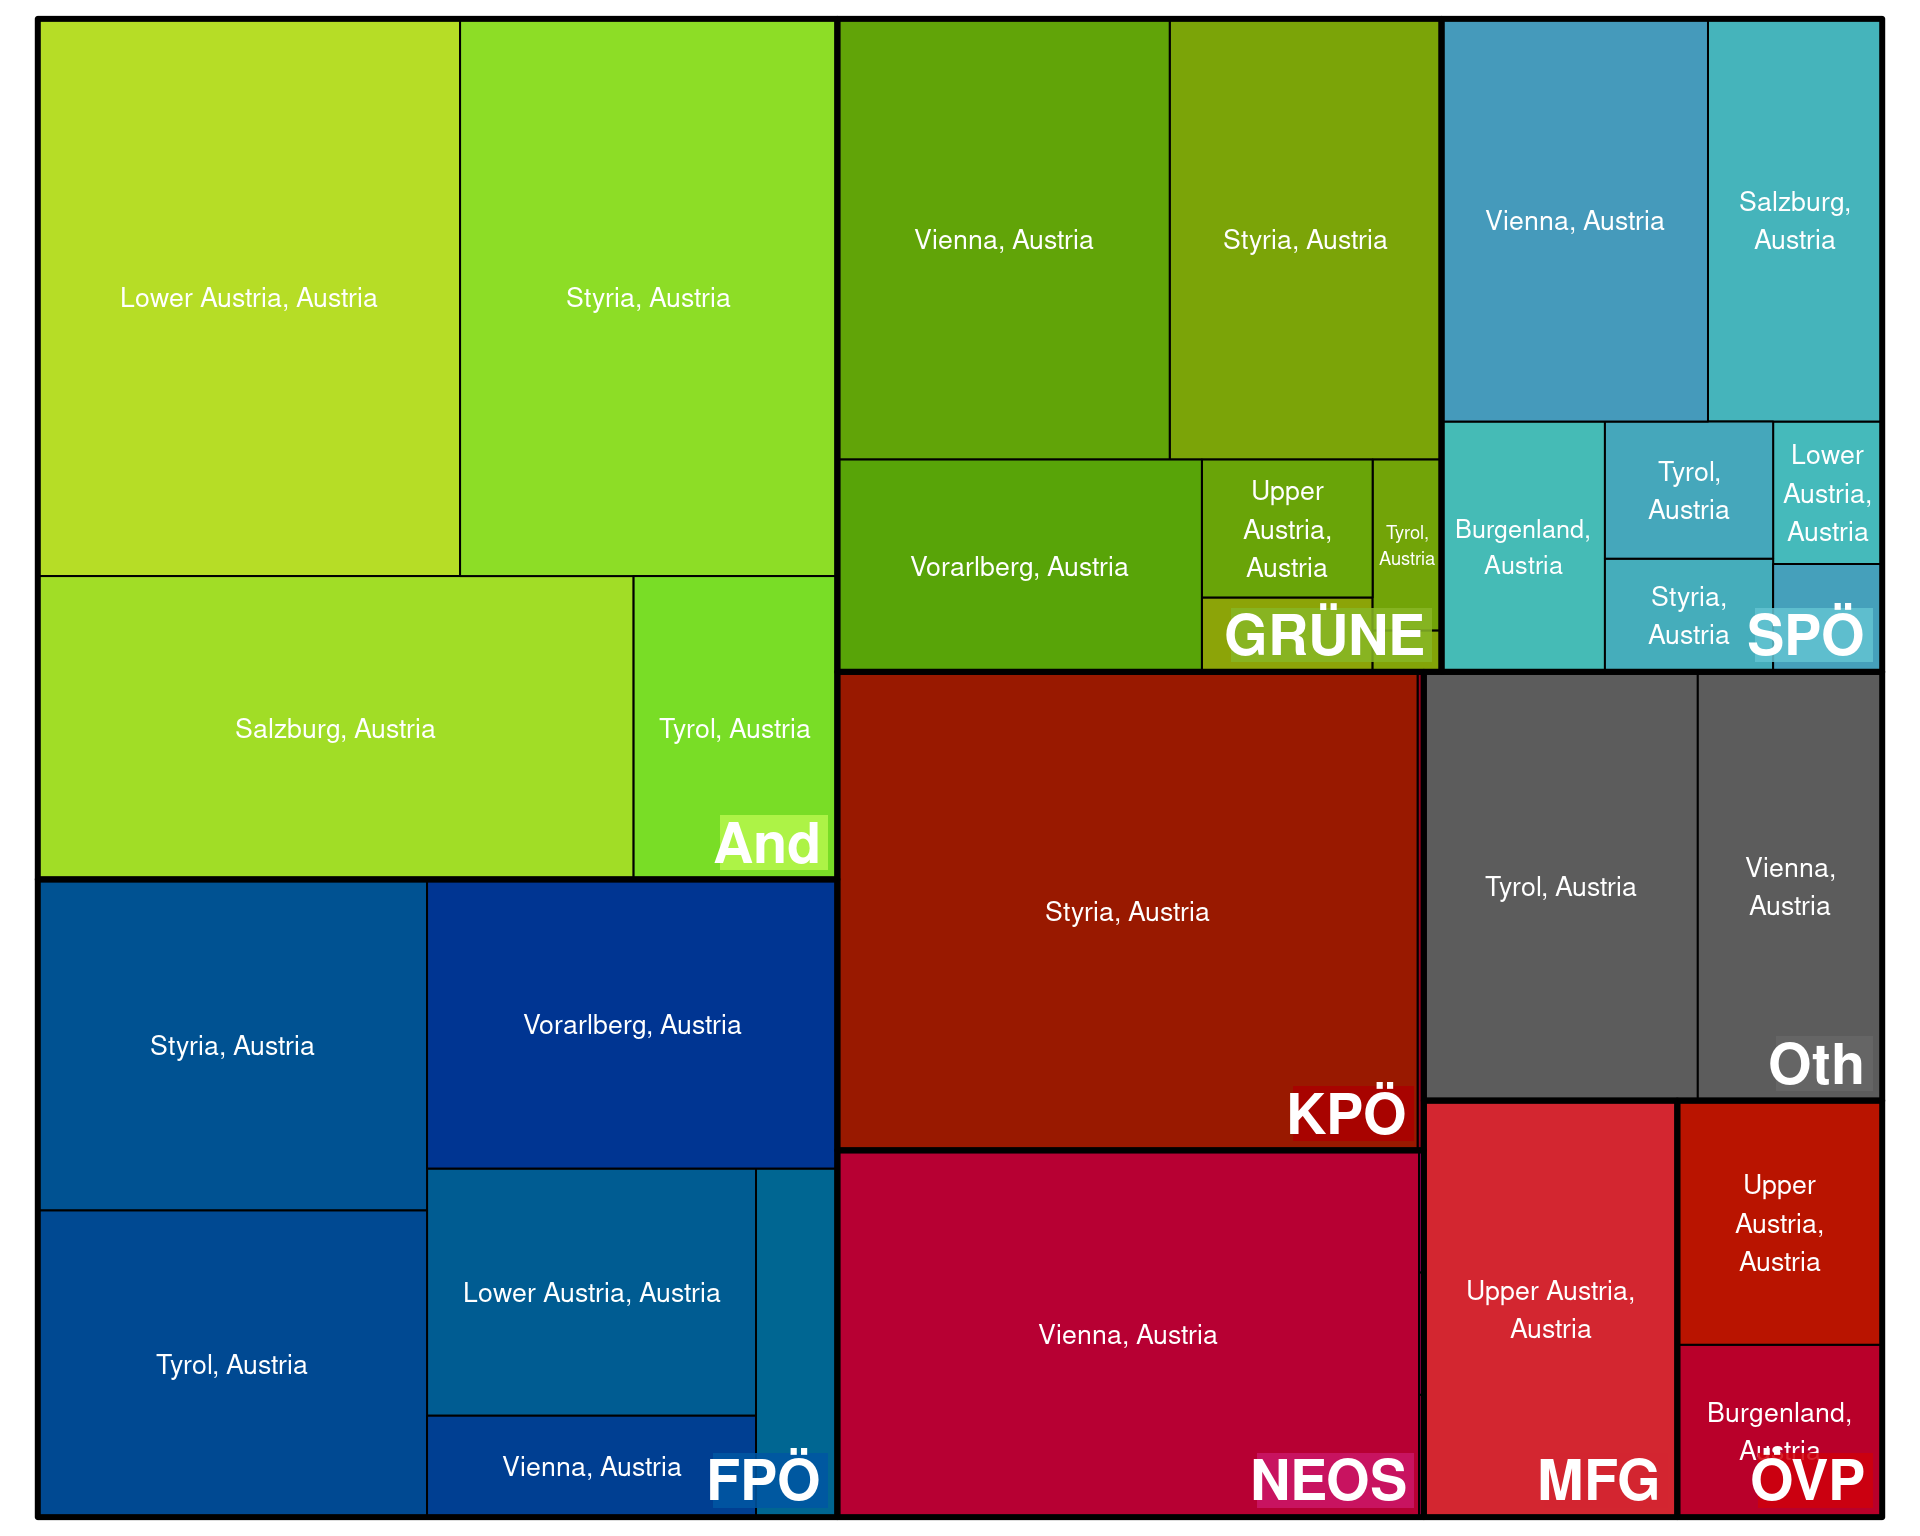 Lower Austria, Austria
Styria, Austria
Salzburg, Austria
Tyrol, Austria
And
Styria, Austria
Vorarlberg, Austria
Tyrol, Austria
Lower Austria, Austria
Vienna, Austria
FPÖ
Vienna, Austria
Styria, Austria
Vorarlberg, Austria
Upper
Austria,
Austria
Tyrol,
Austria
GRÜNE
Vienna, Austria
Salzburg,
Austria
Burgenland,
Austria
Tyrol,
Austria
Lower
Austria,
Austria
Styria,
Austria
SPÖ
Styria, Austria
KPÖ
Vienna, Austria
NEOS
Tyrol, Austria
Vienna,
Austria
Oth
Upper Austria,
Austria
MFG
Upper
Austria,
Austria
Burgenland,
Austria
ÖVP